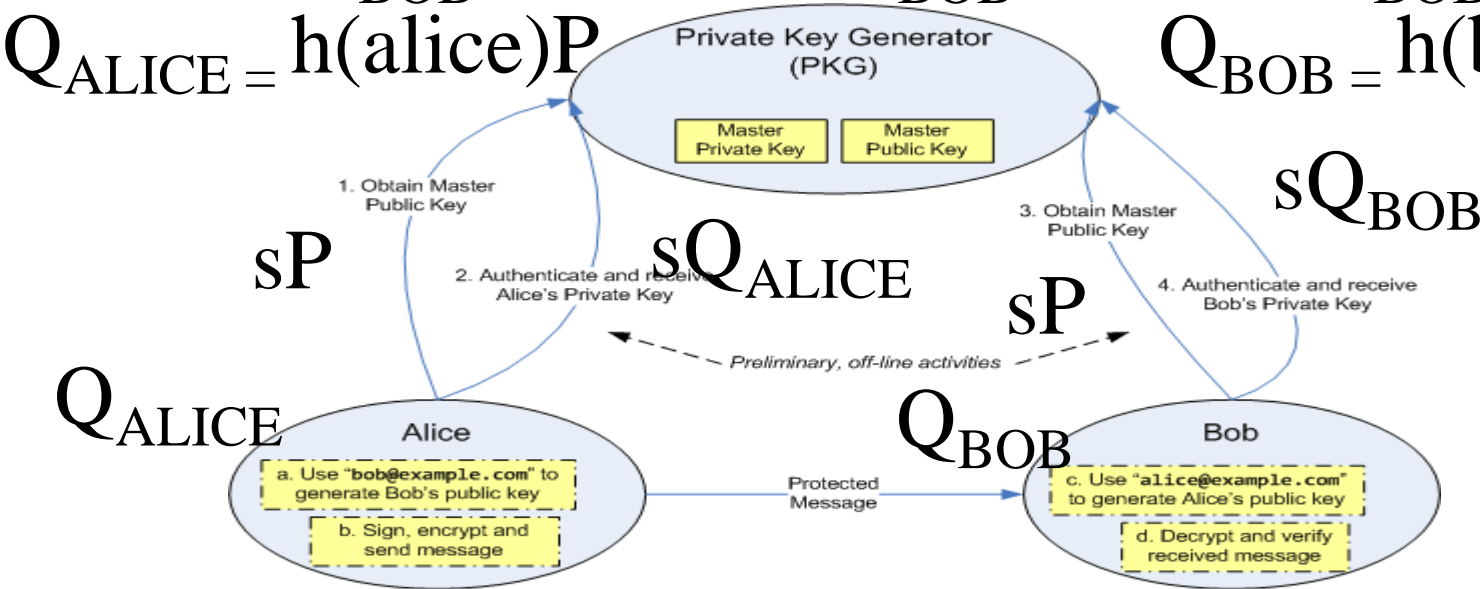 BOB
BOB
BOB
Q_ALICE = h(alice)P
Private Key Generator
(PKG)
Q_BOB = h(
Master
Private Key
Master
Public Key
1. Obtain Master
Public Key
sP
2. Authenticate and receive
Alice's Private Key
sQ_ALICE
3. Obtain Master
Public Key
sP
sQ_BOB
4. Authenticate and receive
Bob's Private Key
Preliminary, off-line activities
Q_ALICE
Alice
a. Use "bob@example.com" to
generate Bob's public key
b. Sign, encrypt and
send message
Protected
Message
Q_BOB
Bob
c. Use "alice@example.com"
to generate Alice's public key
d. Decrypt and verify
received message